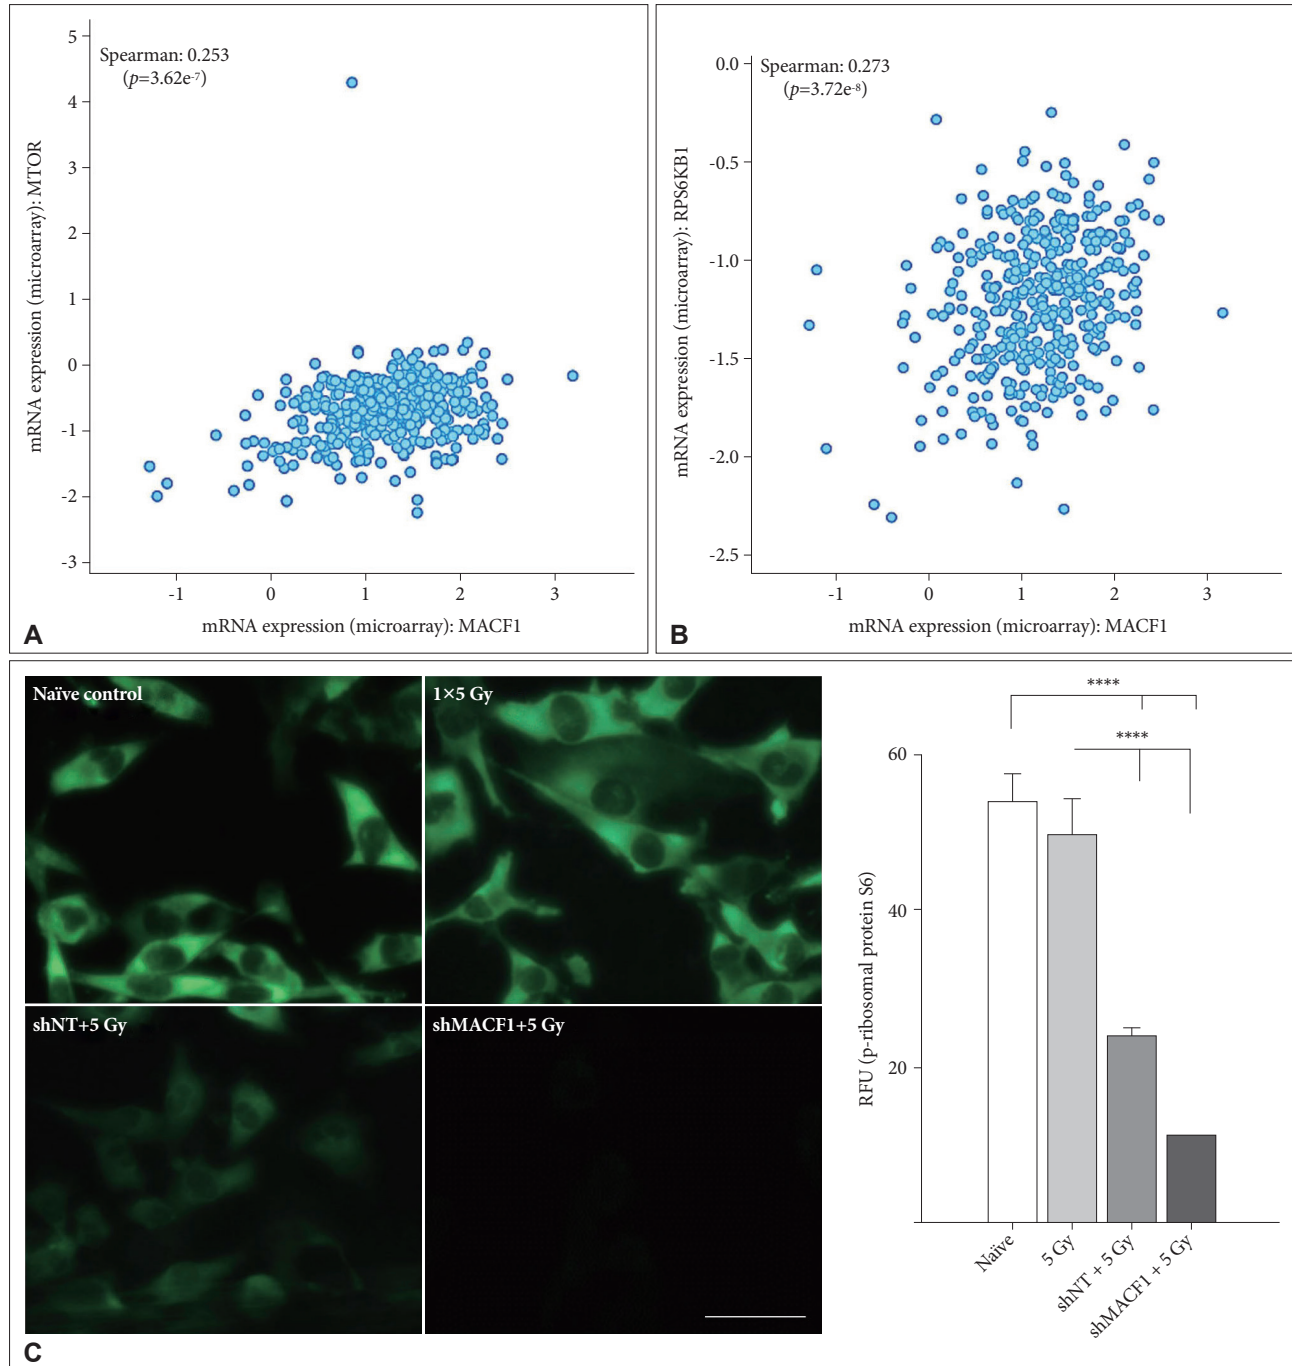 Spearman: 0.253
(p=3.62e-7)
mRNA expression (microarray): MTOR
5
4
3
2
1
0
-1
-2
-3
-1
0
1
2
3
mRNA expression (microarray): MACF1
A
Spearman: 0.273
(p=3.72e-8)
mRNA expression (microarray): RPS6KB1
0.0
-0.5
-1.0
-1.5
-2.0
-2.5
-1
0
1
2
3
mRNA expression (microarray): MACF1
B
Naïve control
1×5 Gy
shNT+5 Gy
shMACF1+5 Gy
****
****
RFU (p-ribosomal protein S6)
60
40
20
Naïve
5 Gy
shNT + 5 Gy
shMACF1 + 5 Gy
C